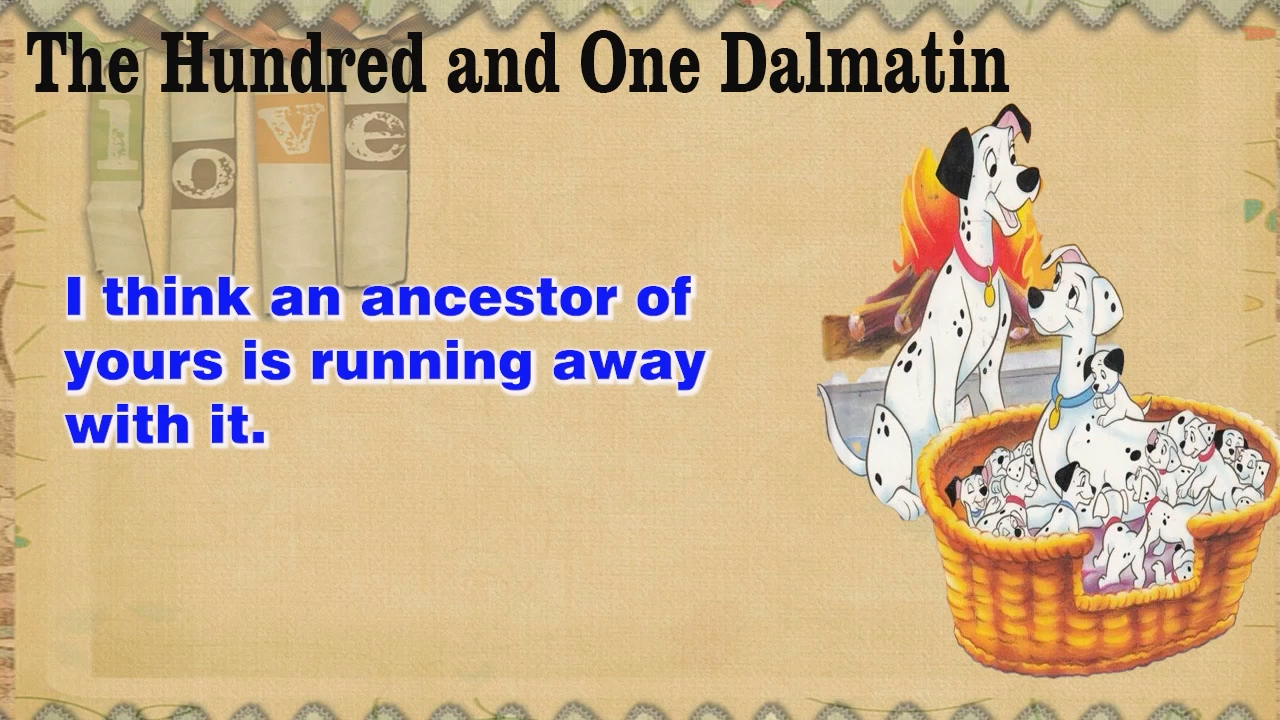 The Hundred and One Dalmatin
love
I think an ancestor of
yours is running away
with it.